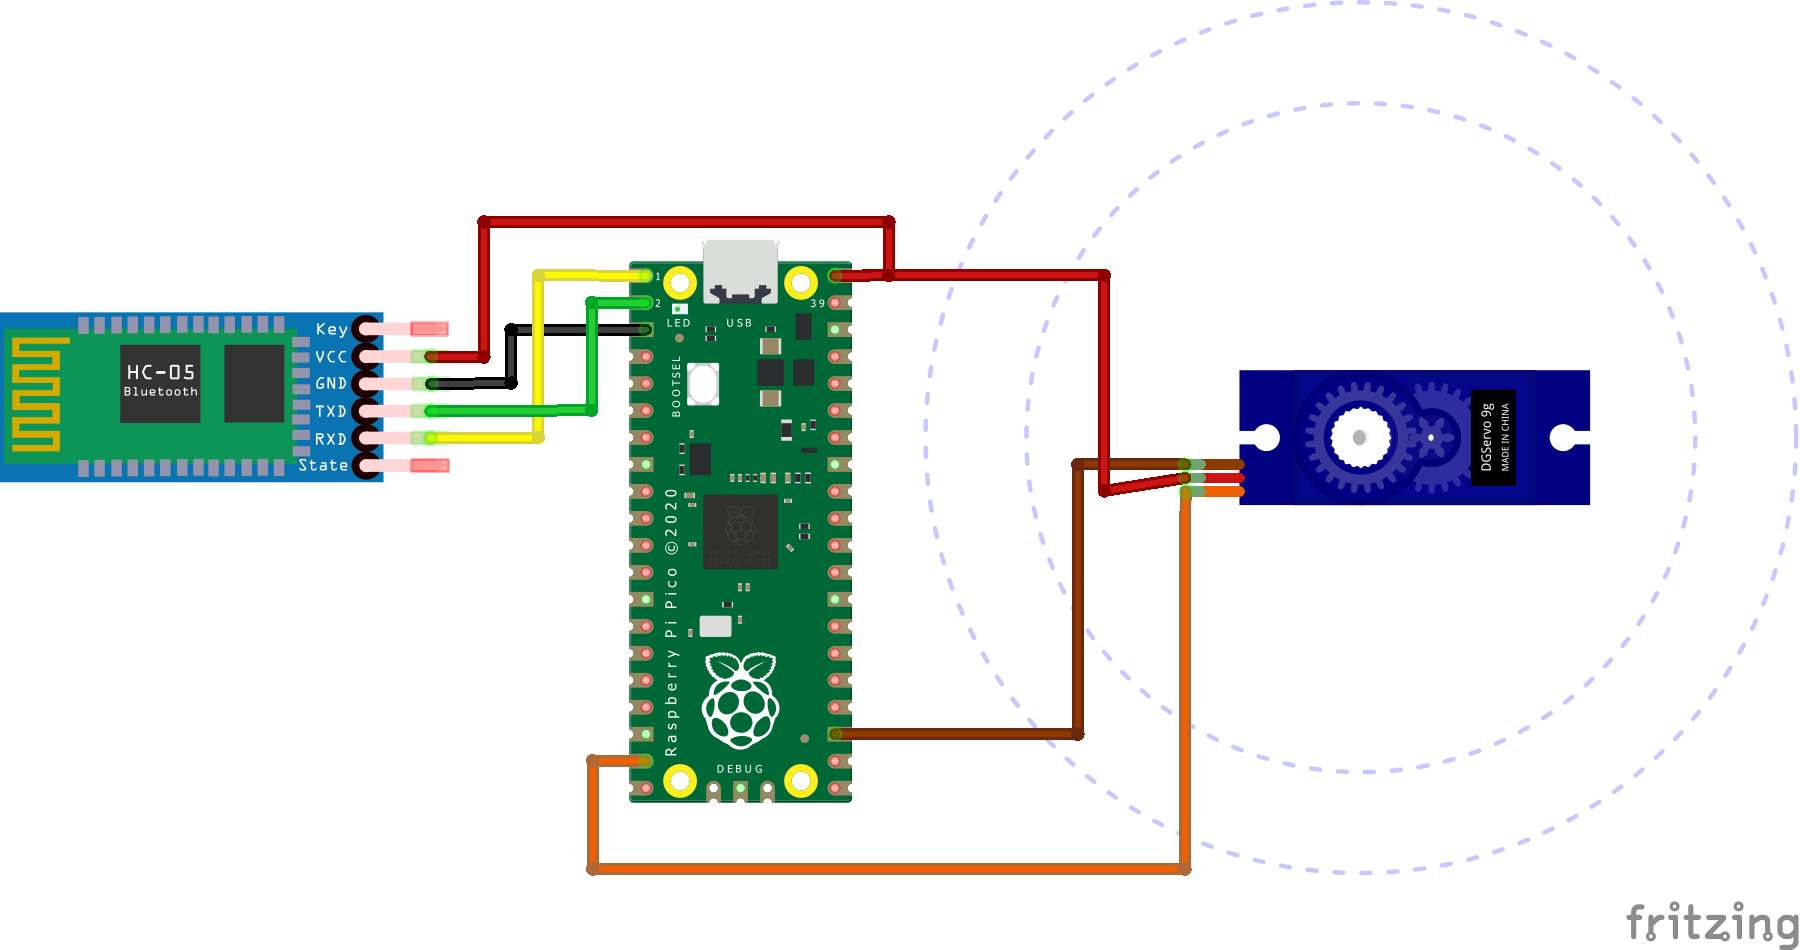 Key
VCC
GND
TXD
RXD
State
HC-05
Bluetooth
1
2
39
LED
USB
BOOTSEL
Raspberry Pi Pico ©2020
DEBUG
DGServo 9g
MADE IN CHINA
fritzing